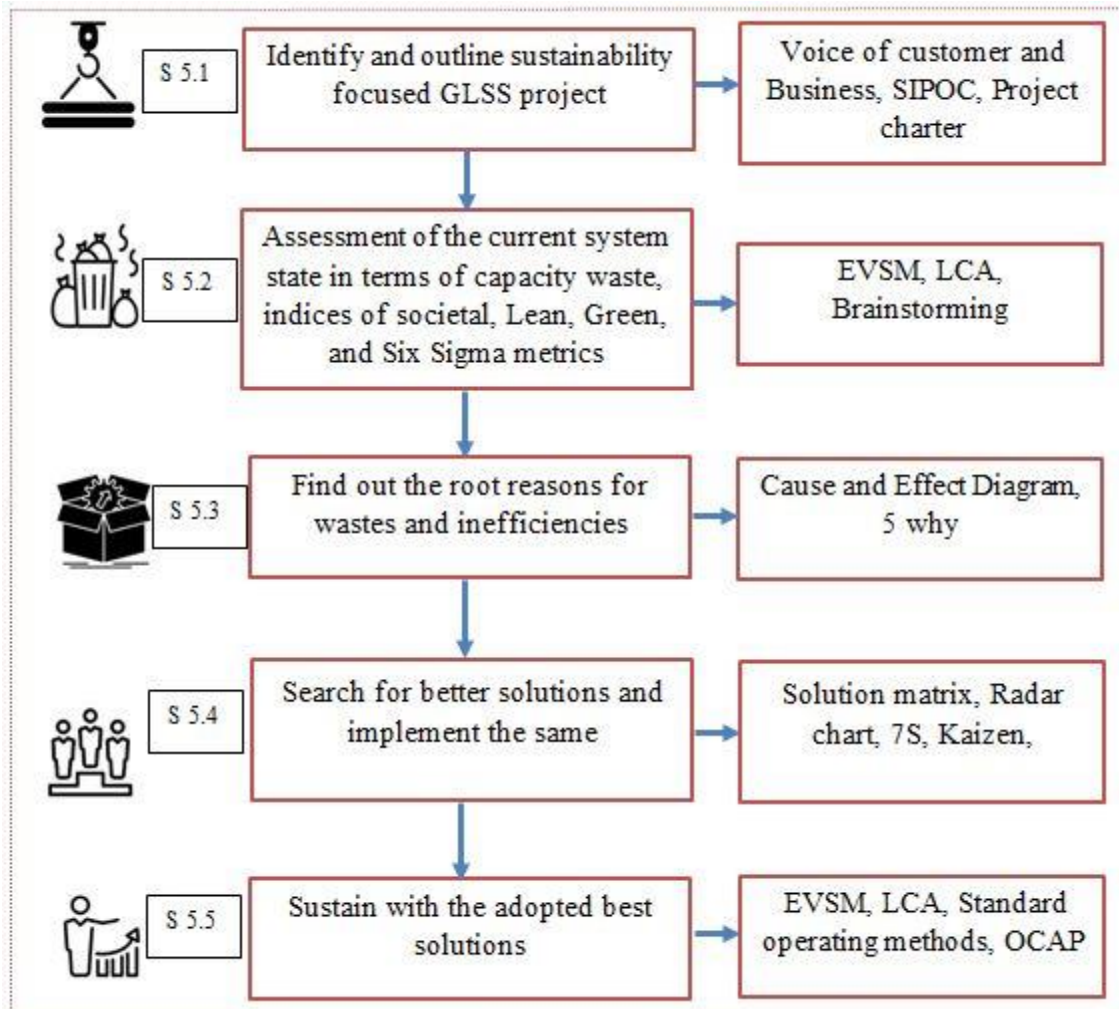 S 5.1
Identify and outline sustainability
focused GLSS project
Voice of customer and
Business, SIPOC, Project
charter
S 5.2
Assessment of the current system
state in terms of capacity waste,
indices of societal, Lean, Green,
and Six Sigma metrics
EVSM, LCA,
Brainstorming
S 5.3
Find out the root reasons for
wastes and inefficiencies
Cause and Effect Diagram,
5 why
S 5.4
Search for better solutions and
implement the same
Solution matrix, Radar
chart, 7S, Kaizen,
S 5.5
Sustain with the adopted best
solutions
EVSM, LCA, Standard
operating methods, OCAP